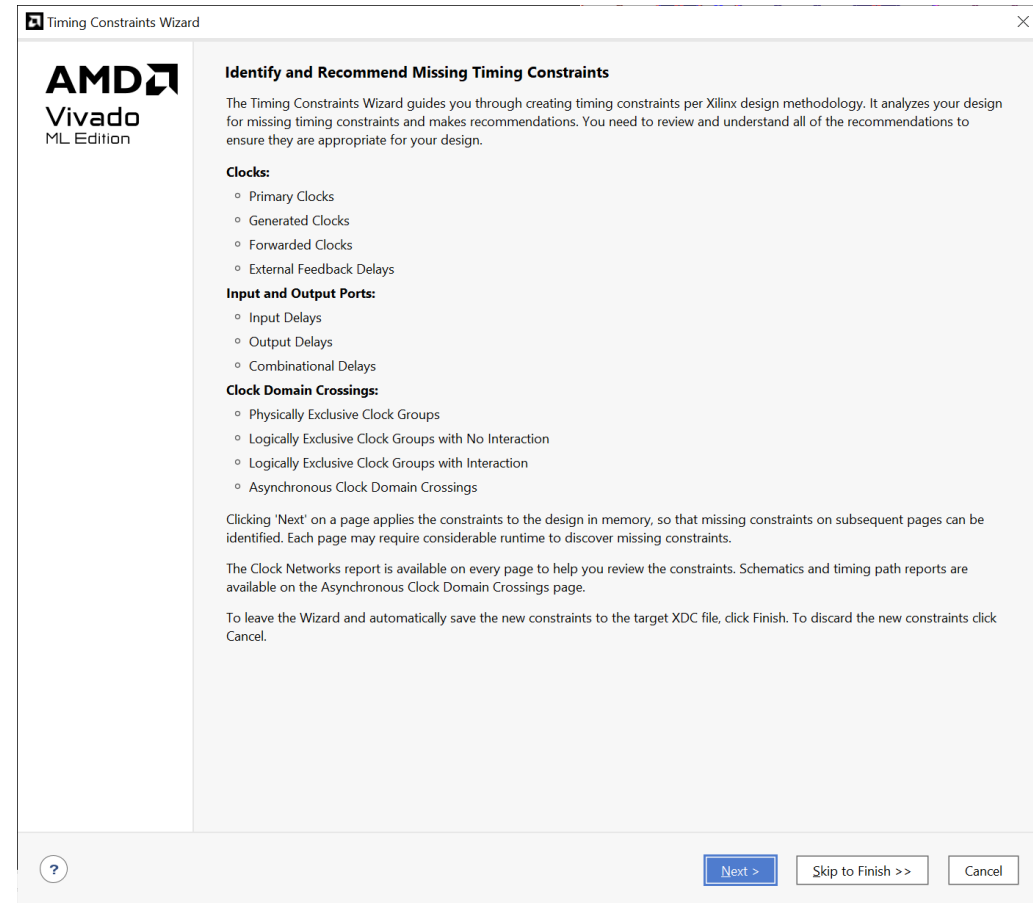 Timing Constraints Wizard
AMD
Vivado
ML Edition
Identify and Recommend Missing Timing Constraints
The Timing Constraints Wizard guides you through creating timing constraints per Xilinx design methodology. It analyzes your design
for missing timing constraints and makes recommendations. You need to review and understand all of the recommendations to
ensure they are appropriate for your design.
Clocks:
Primary Clocks
Generated Clocks
Forwarded Clocks
External Feedback Delays
Input and Output Ports:
Input Delays
Output Delays
Combinational Delays
Clock Domain Crossings:
Physically Exclusive Clock Groups
Logically Exclusive Clock Groups with No Interaction
Logically Exclusive Clock Groups with Interaction
Asynchronous Clock Domain Crossings
Clicking 'Next' on a page applies the constraints to the design in memory, so that missing constraints on subsequent pages can be
identified. Each page may require considerable runtime to discover missing constraints.
The Clock Networks report is available on every page to help you review the constraints. Schematics and timing path reports are
available on the Asynchronous Clock Domain Crossings page.
To leave the Wizard and automatically save the new constraints to the target XDC file, click Finish. To discard the new constraints click
Cancel.
?
Next >
Skip to Finish >>
Cancel